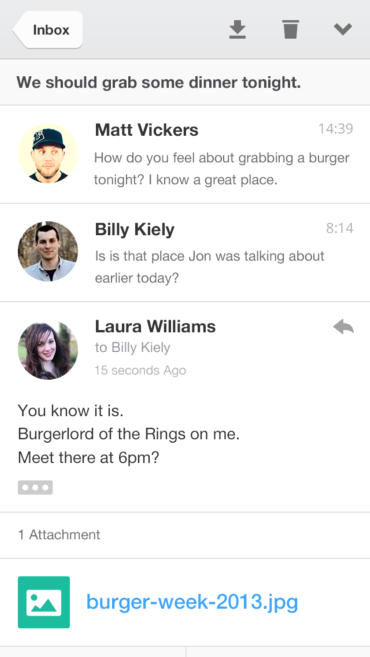 Inbox
We should grab some dinner tonight.
Matt Vickers
14:39
How do you feel about grabbing a burger
tonight? I know a great place.
Billy Kiely
8:14
Is is that place Jon was talking about
earlier today?
Laura Williams
to Billy Kiely
15 seconds Ago
You know it is.
Burgerlord of the Rings on me.
Meet there at 6pm?
1 Attachment
burger-week-2013.jpg